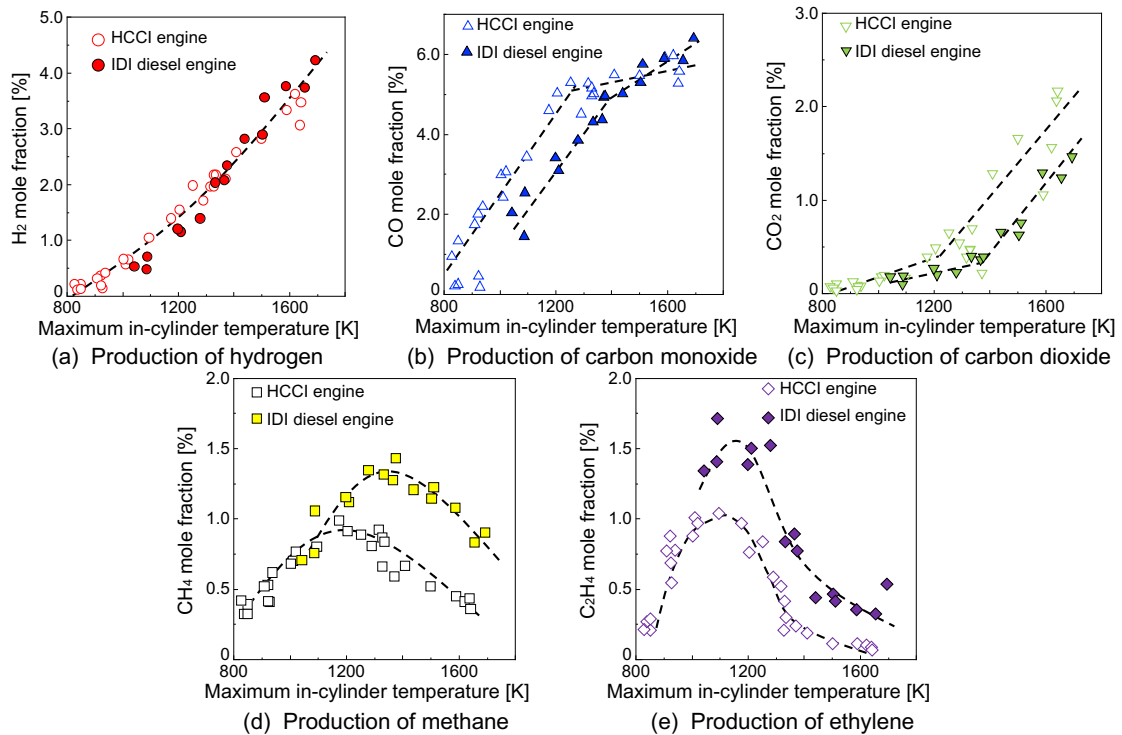 HCCI engine
IDI diesel engine
H2 mole fraction [%]
5.0
4.0
3.0
2.0
1.0
0
800
1200
1600
Maximum in-cylinder temperature [K]
(a) Production of hydrogen
HCCI engine
IDI diesel engine
CO mole fraction [%]
6.0
4.0
2.0
0
800
1200
1600
Maximum in-cylinder temperature [K]
(b) Production of carbon monoxide
HCCI engine
IDI diesel engine
CO2 mole fraction [%]
3.0
2.0
1.0
0
800
1200
1600
Maximum in-cylinder temperature [K]
(c) Production of carbon dioxide
HCCI engine
IDI diesel engine
CH4 mole fraction [%]
2.0
1.5
1.0
0.5
0
800
1200
1600
Maximum in-cylinder temperature [K]
(d) Production of methane
HCCI engine
IDI diesel engine
C2H4 mole fraction [%]
2.0
1.5
1.0
0.5
0
800
1200
1600
Maximum in-cylinder temperature [K]
(e) Production of ethylene